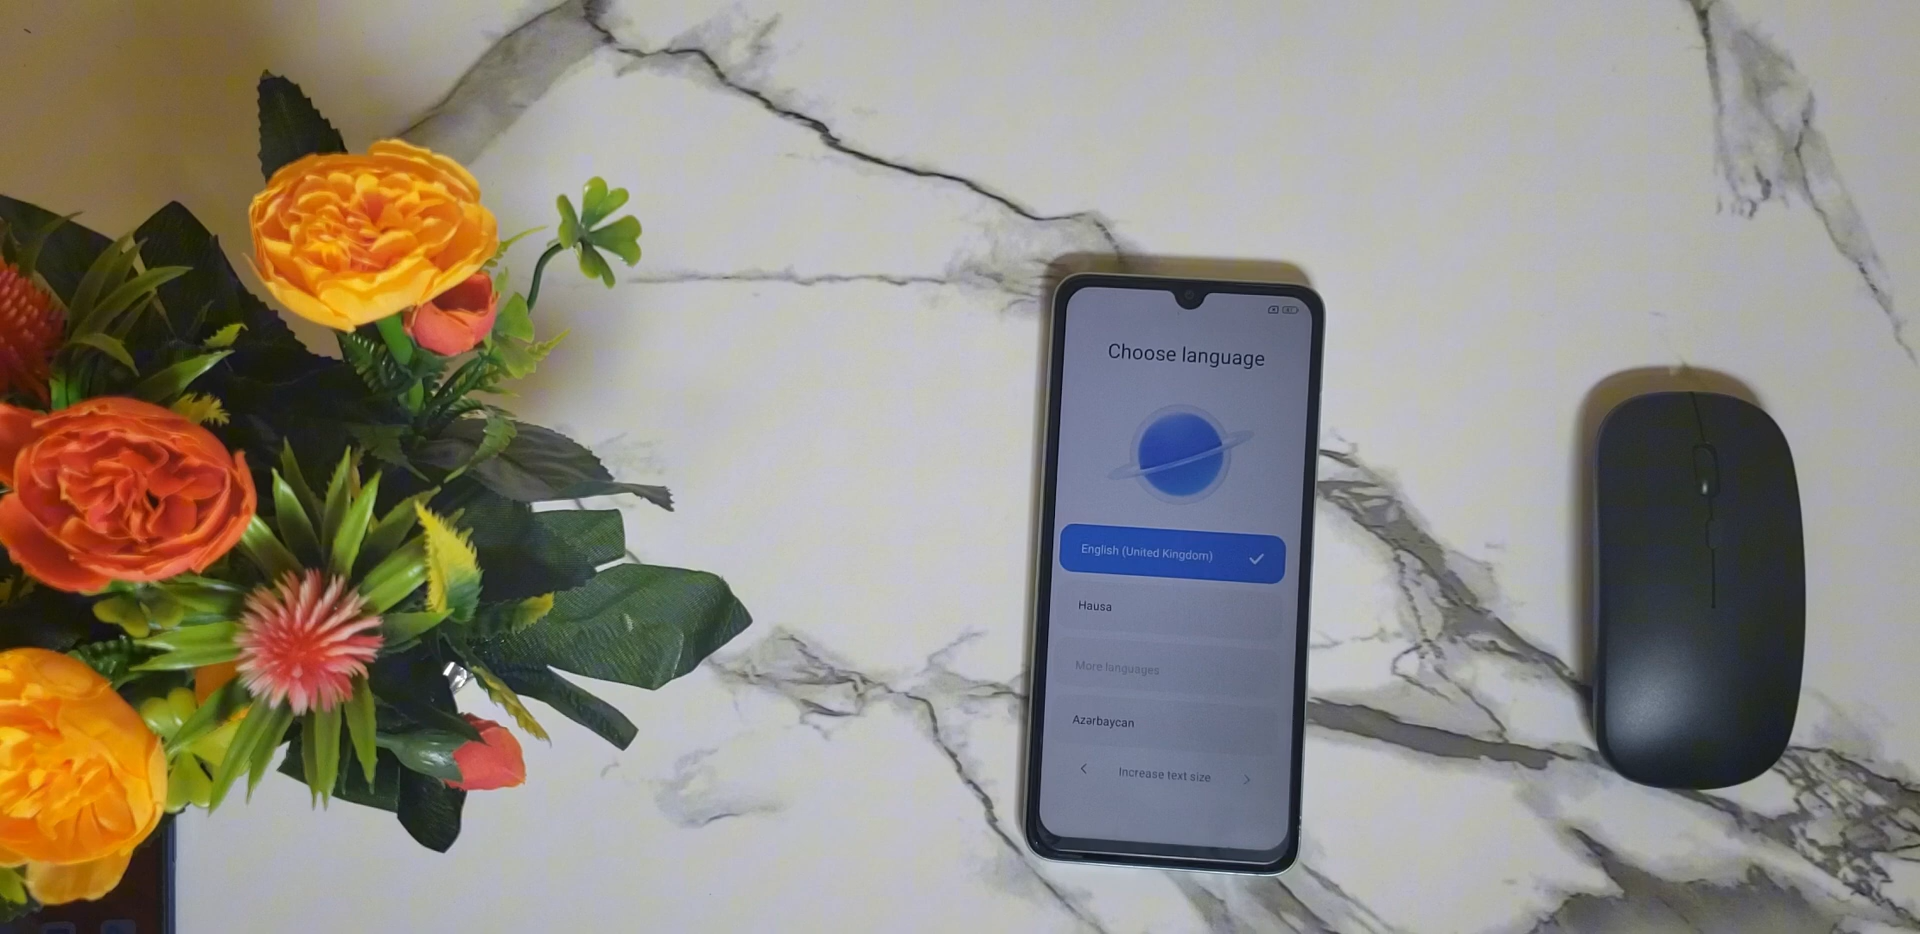 Choose language
English (United Kingdom)
Hausa
More languages
Azərbaycan
Increase text size